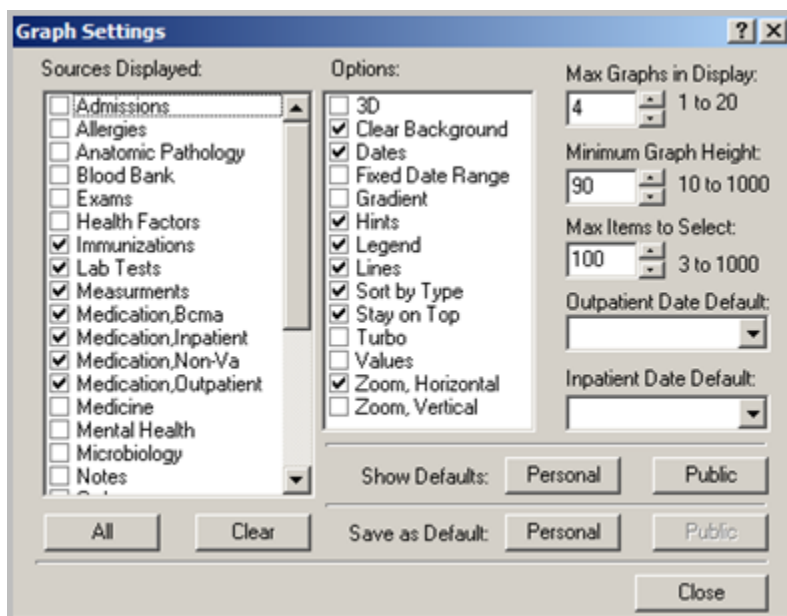 Graph Settings
Sources Displayed:
Admissions
Allergies
Anatomic Pathology
Blood Bank
Exams
Health Factors
Immunizations
Lab Tests
Measurments
Medication,Bcma
Medication,Inpatient
Medication,Non-Va
Medication,Outpatient
Medicine
Mental Health
Microbiology
Notes
All
Clear
Options:
3D
Clear Background
Dates
Fixed Date Range
Gradient
Hints
Legend
Lines
Sort by Type
Stay on Top
Turbo
Values
Zoom, Horizontal
Zoom, Vertical
Max Graphs in Display:
4 1 to 20
Minimum Graph Height:
90 10 to 1000
Max Items to Select:
100 3 to 1000
Outpatient Date Default:
Inpatient Date Default:
Show Defaults: Personal Public
Save as Default: Personal Public
Close